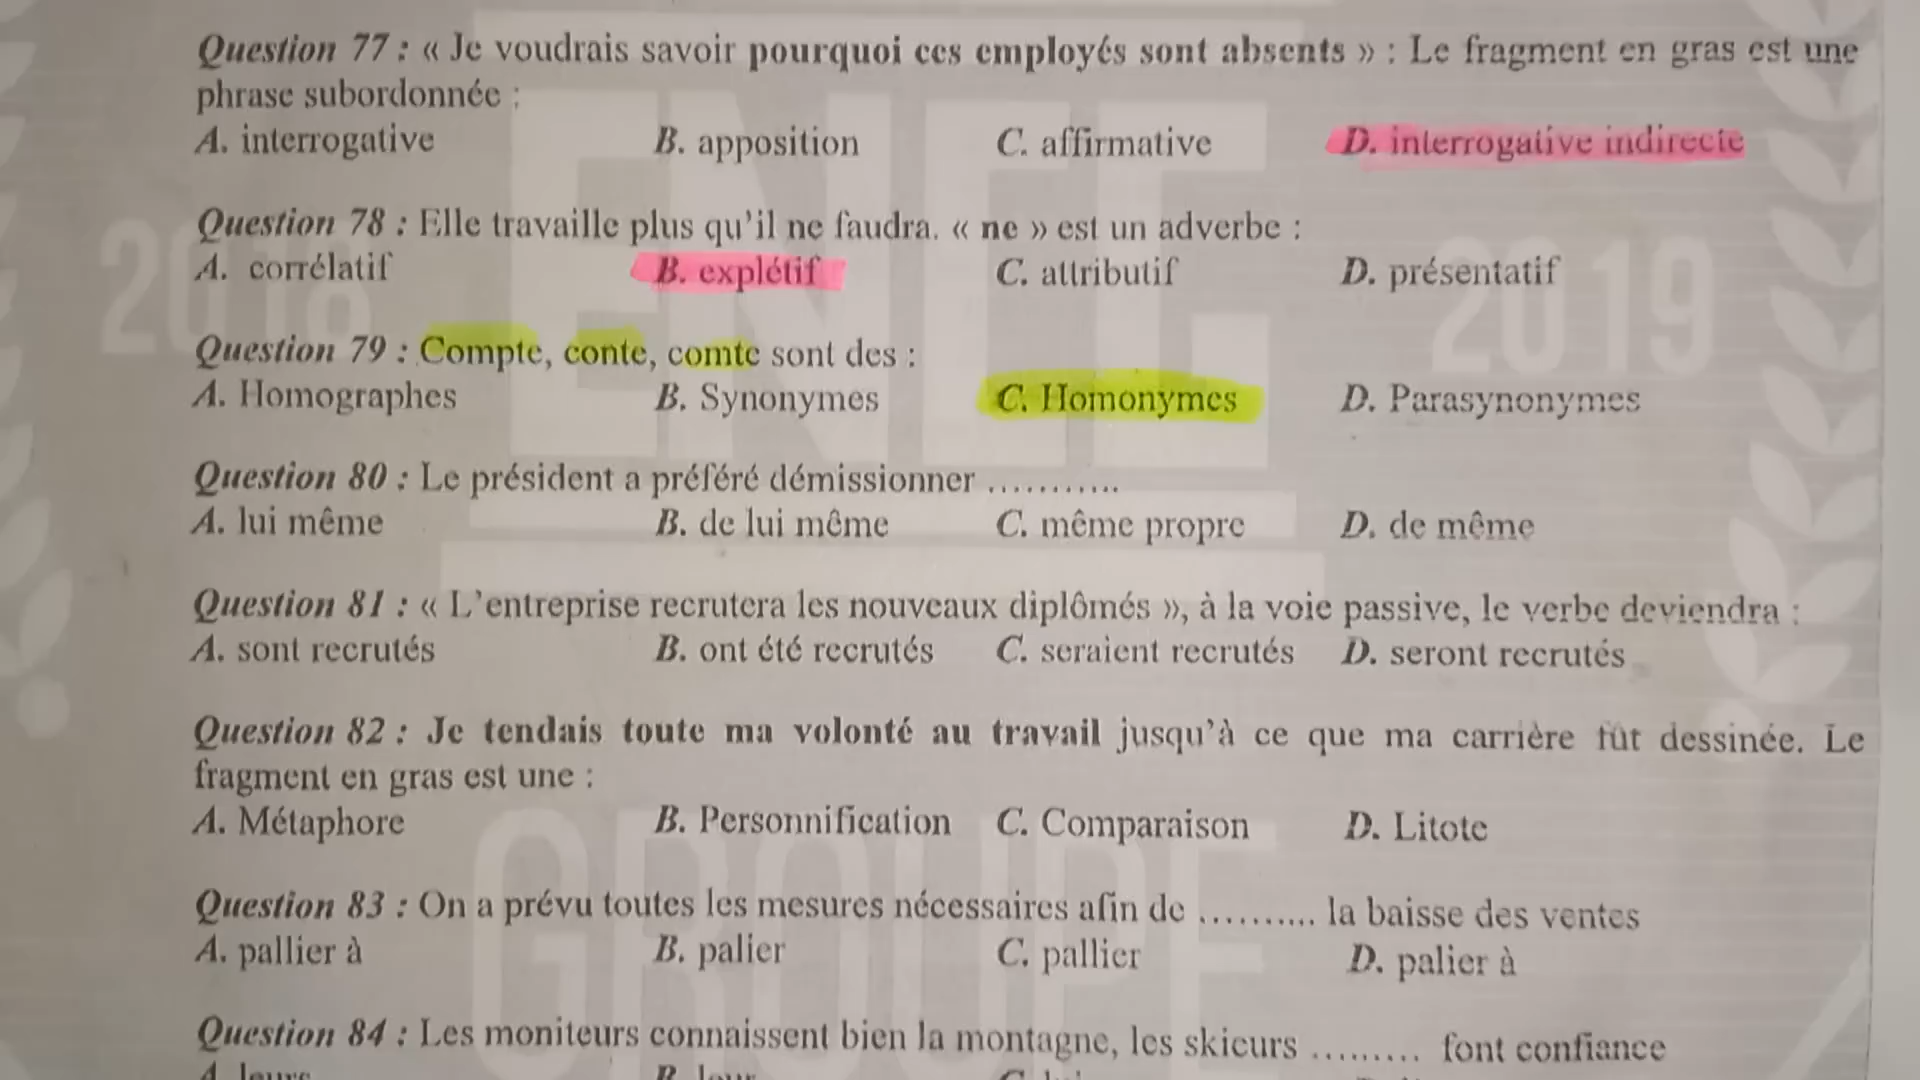 Question 77 : « Je voudrais savoir pourquoi ces employés sont absents » : Le fragment en gras est une
phrase subordonnée :
A. interrogative B. apposition C. affirmative D. interrogative indirecte
Question 78 : Elle travaille plus qu'il ne faudra. « ne » est un adverbe :
A. corrélatif B. explétif C. attributif D. présentatif
Question 79 : Compte, conte, comte sont des :
A. Homographes B. Synonymes C. Homonymes D. Parasynonymes
Question 80 : Le président a préféré démissionner ...........
A. lui même B. de lui même C. même propre D. de même
Question 81 : « L'entreprise recrutera les nouveaux diplômés », à la voie passive, le verbe deviendra :
A. sont recrutés B. ont été recrutés C. seraient recrutés D. seront recrutés
Question 82 : Je tendais toute ma volonté au travail jusqu'à ce que ma carrière fût dessinée. Le
fragment en gras est une :
A. Métaphore B. Personnification C. Comparaison D. Litote
Question 83 : On a prévu toutes les mesures nécessaires afin de .......... la baisse des ventes
A. pallier à B. palier C. pallier D. palier à
Question 84 : Les moniteurs connaissent bien la montagne, les skieurs ......... font confiance
A. leurs B. leur
2018 2019
GROUPE